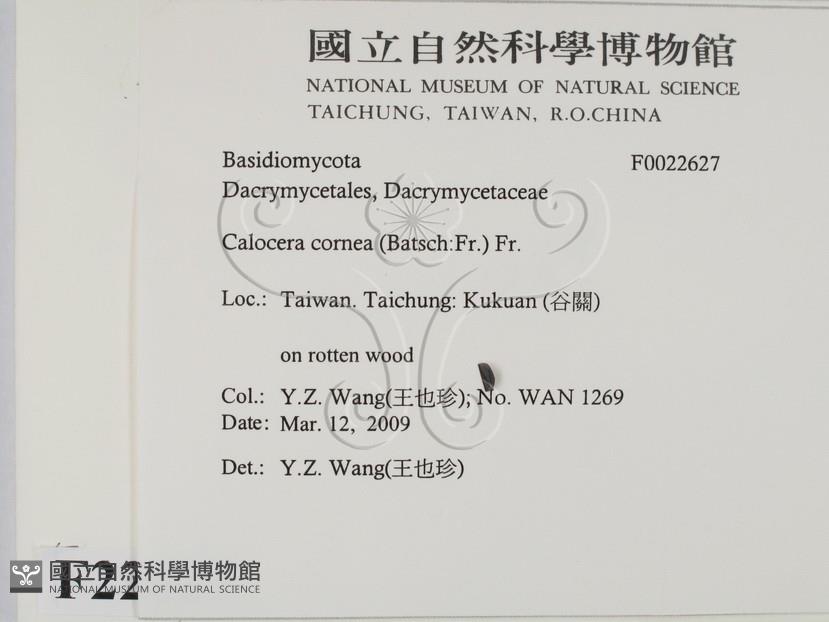 國立自然科學博物館
NATIONAL MUSEUM OF NATURAL SCIENCE
TAICHUNG, TAIWAN, R.O.CHINA
Basidiomycota F0022627
Dacrymycetales, Dacrymycetaceae
Calocera cornea (Batsch:Fr.) Fr.
Loc.: Taiwan. Taichung: Kukuan (谷關)
on rotten wood
Col.: Y.Z. Wang(王也珍); No. WAN 1269
Date: Mar. 12, 2009
Det.: Y.Z. Wang(王也珍)
F22
國立自然科學博物館
NATIONAL MUSEUM OF NATURAL SCIENCE